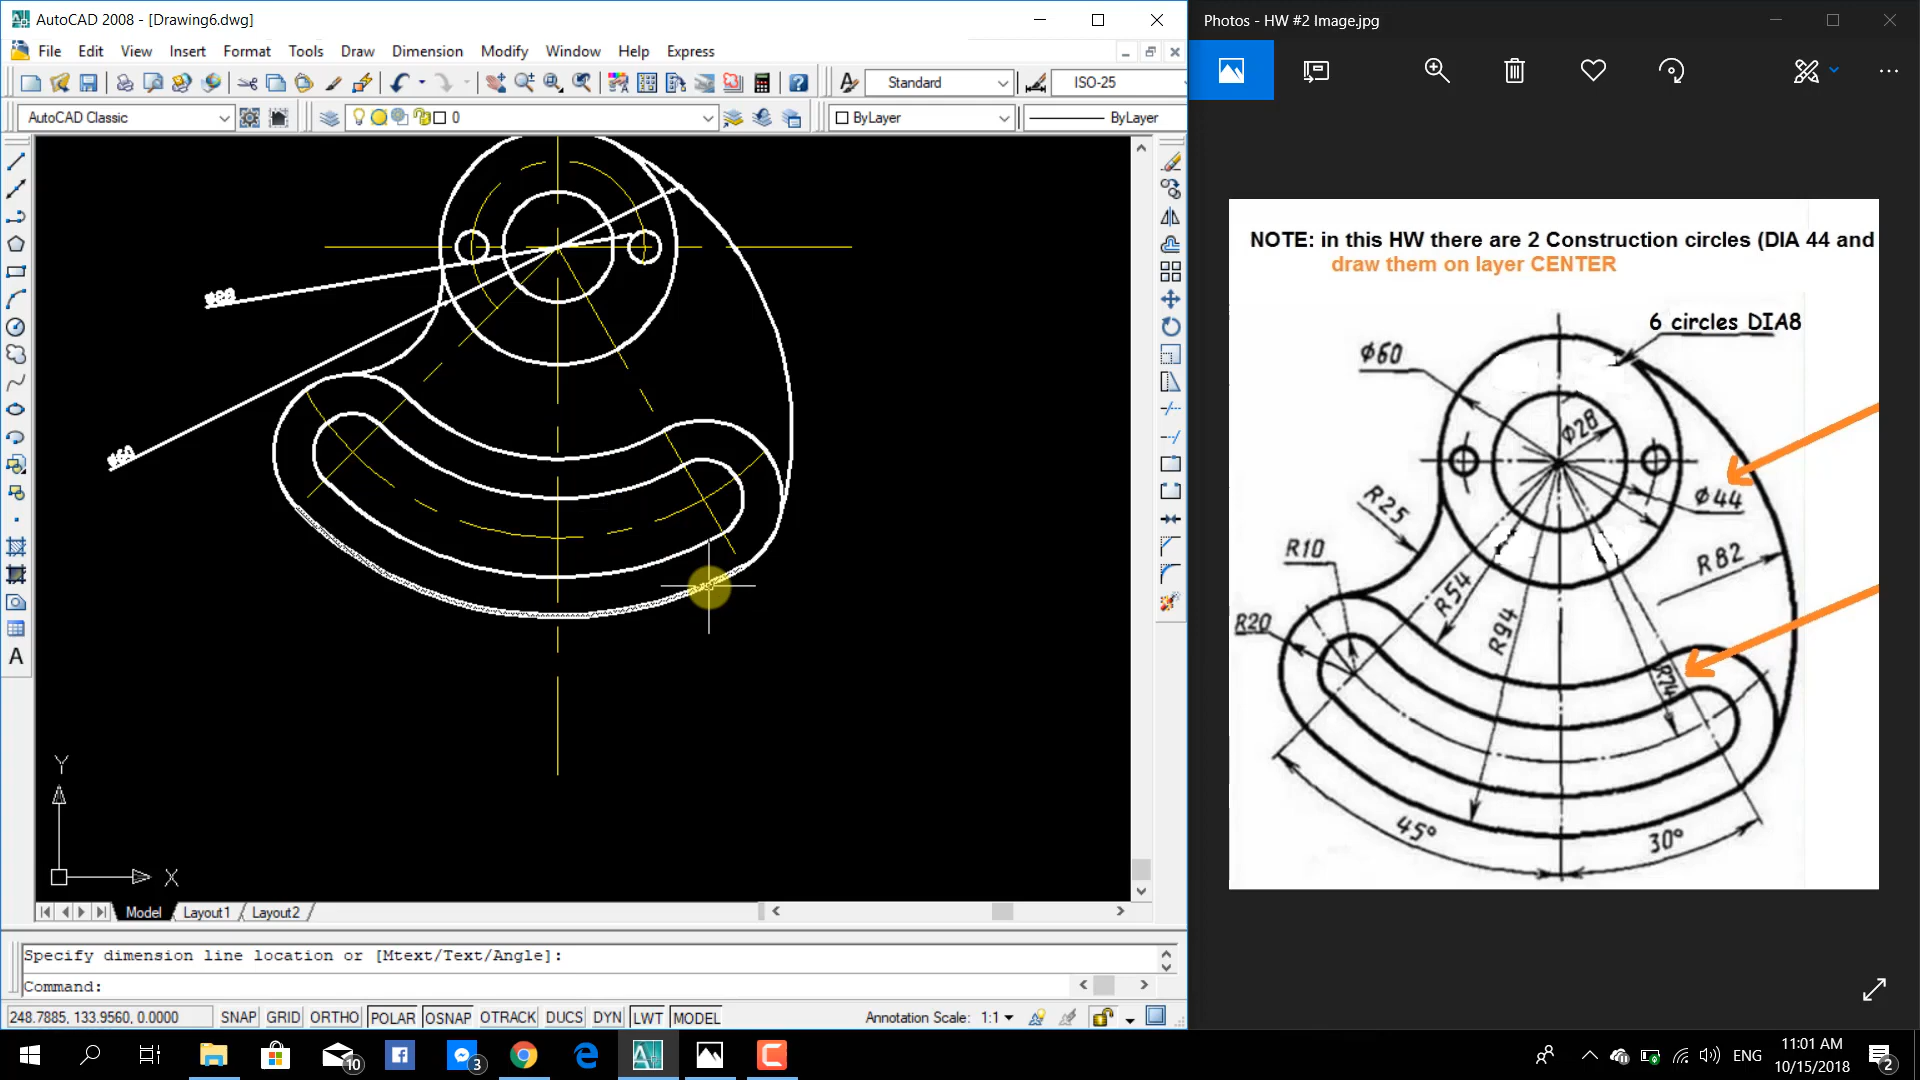 AutoCAD 2008 - [Drawing6.dwg]
File Edit View Insert Format Tools Draw Dimension Modify Window Help Express
Standard ISO-25
AutoCAD Classic 0 ByLayer ByLayer
Ø60
Y
X
Model Layout1 Layout2
Specify dimension line location or [Mtext/Text/Angle]:
Command:
248.7885, 133.9560, 0.0000 SNAP GRID ORTHO POLAR OSNAP OTRACK DUCS DYN LWT MODEL Annotation Scale: 1:1
Photos - HW #2 Image.jpg
NOTE: in this HW there are 2 Construction circles (DIA 44 and
draw them on layer CENTER
6 circles DIA8
Ø60
Ø28
Ø44
R25
R82
R10
R54
R20
R94
R74
45°
30°
10 3 ENG 11:01 AM
10/15/2018 2